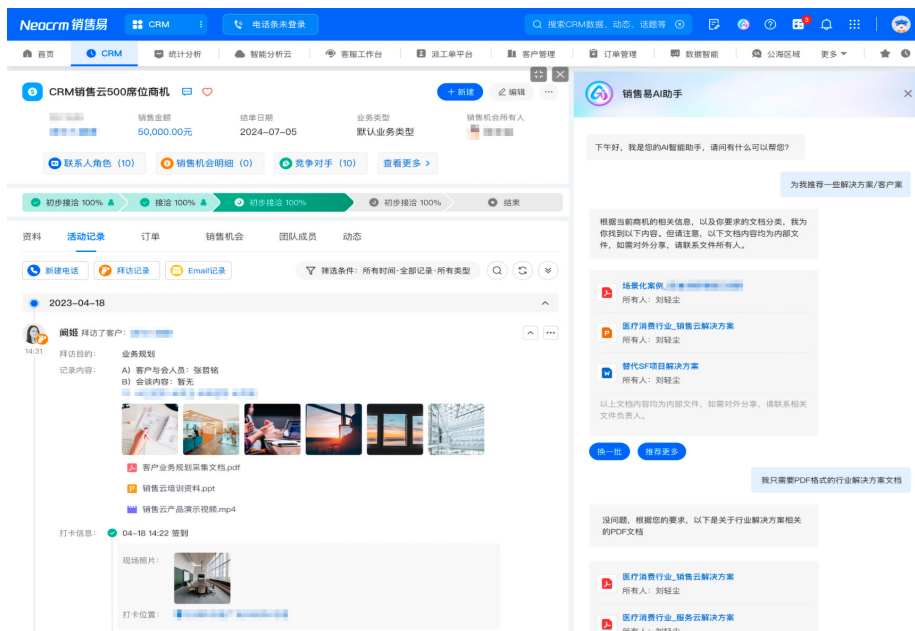 Neocrm 销售易
CRM
电话条未登录
搜索CRM数据、动态、话题等
3
首页
CRM
统计分析
智能分析云
客服工作台
派工单平台
客户管理
订单管理
数据智能
公海区域
更多
CRM销售云500席位商机
+ 新建
编辑
销售金额
结单日期
业务类型
销售机会所有人
50,000.00元
2024-07-05
默认业务类型
联系人角色（10）
销售机会明细（0）
竞争对手（10）
查看更多
初步接洽 100%
接洽 100%
初步接洽 100%
初步接洽 100%
结束
资料
活动记录
订单
销售机会
团队成员
动态
新建电话
拜访记录
Email记录
筛选条件：所有时间·全部记录·所有类型
2023-04-18
阚姬 拜访了客户：
14:31
拜访目的：
业务规划
记录内容：
A）客户与会人员：张哲铭
B）会谈内容：暂无
客户业务规划采集文档.pdf
销售云培训资料.ppt
销售云产品演示视频.mp4
打卡信息：
04-18 14:22 签到
现场照片：
打卡位置：
销售易AI助手
下午好，我是您的AI智能助手，请问有什么可以帮您？
为我推荐一些解决方案/客户案
根据当前商机的相关信息，以及你要求的文档分类，我为
你找到以下内容。但请注意，以下文档内容均为内部文
件，如需对外分享，请联系文件所有人。
场景化案例_
所有人：刘轻尘
医疗消费行业_销售云解决方案
所有人：刘轻尘
替代SF项目解决方案
所有人：刘轻尘
以上文档内容均为内部文件，如需对外分享，请联系相关
文件负责人。
换一批
推荐更多
我只需要PDF格式的行业解决方案文档
没问题，根据您的要求，以下是关于行业解决方案相关
的PDF文档
医疗消费行业_销售云解决方案
所有人：刘轻尘
医疗消费行业_服务云解决方案
所有人：刘轻尘